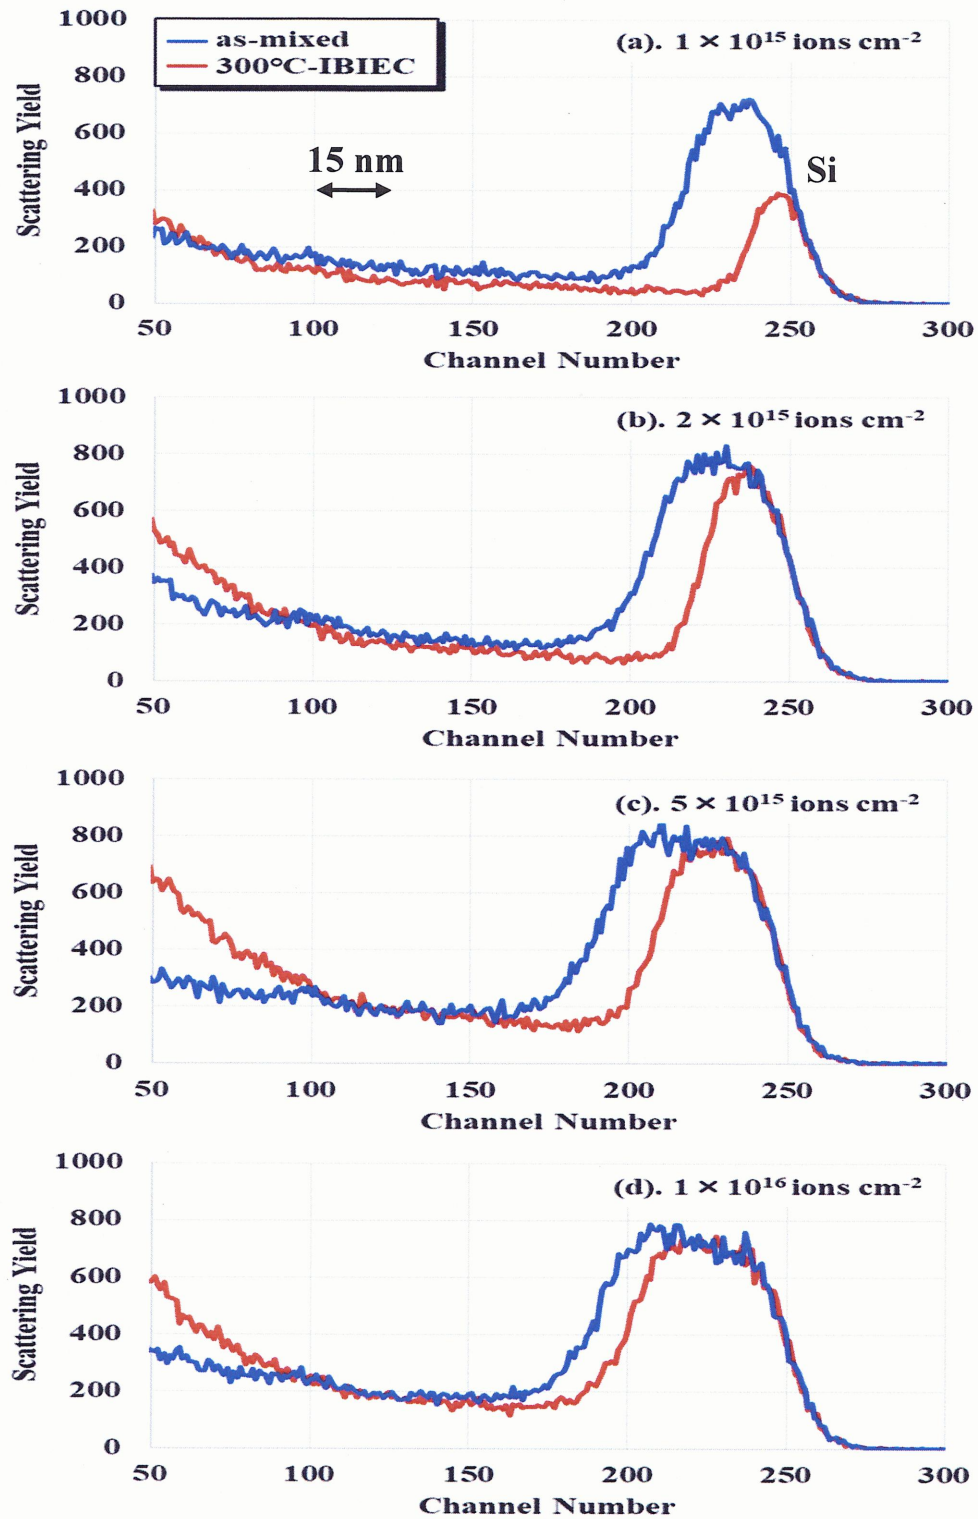 1000
as-mixed
300°C-IBIEC
(a). 1 × 10¹⁵ ions cm⁻²
800
600
400
200
0
Scattering Yield
15 nm
Si
50 100 150 200 250 300
Channel Number
1000
(b). 2 × 10¹⁵ ions cm⁻²
800
600
400
200
0
Scattering Yield
50 100 150 200 250 300
Channel Number
1000
(c). 5 × 10¹⁵ ions cm⁻²
800
600
400
200
0
Scattering Yield
50 100 150 200 250 300
Channel Number
1000
(d). 1 × 10¹⁶ ions cm⁻²
800
600
400
200
0
Scattering Yield
50 100 150 200 250 300
Channel Number